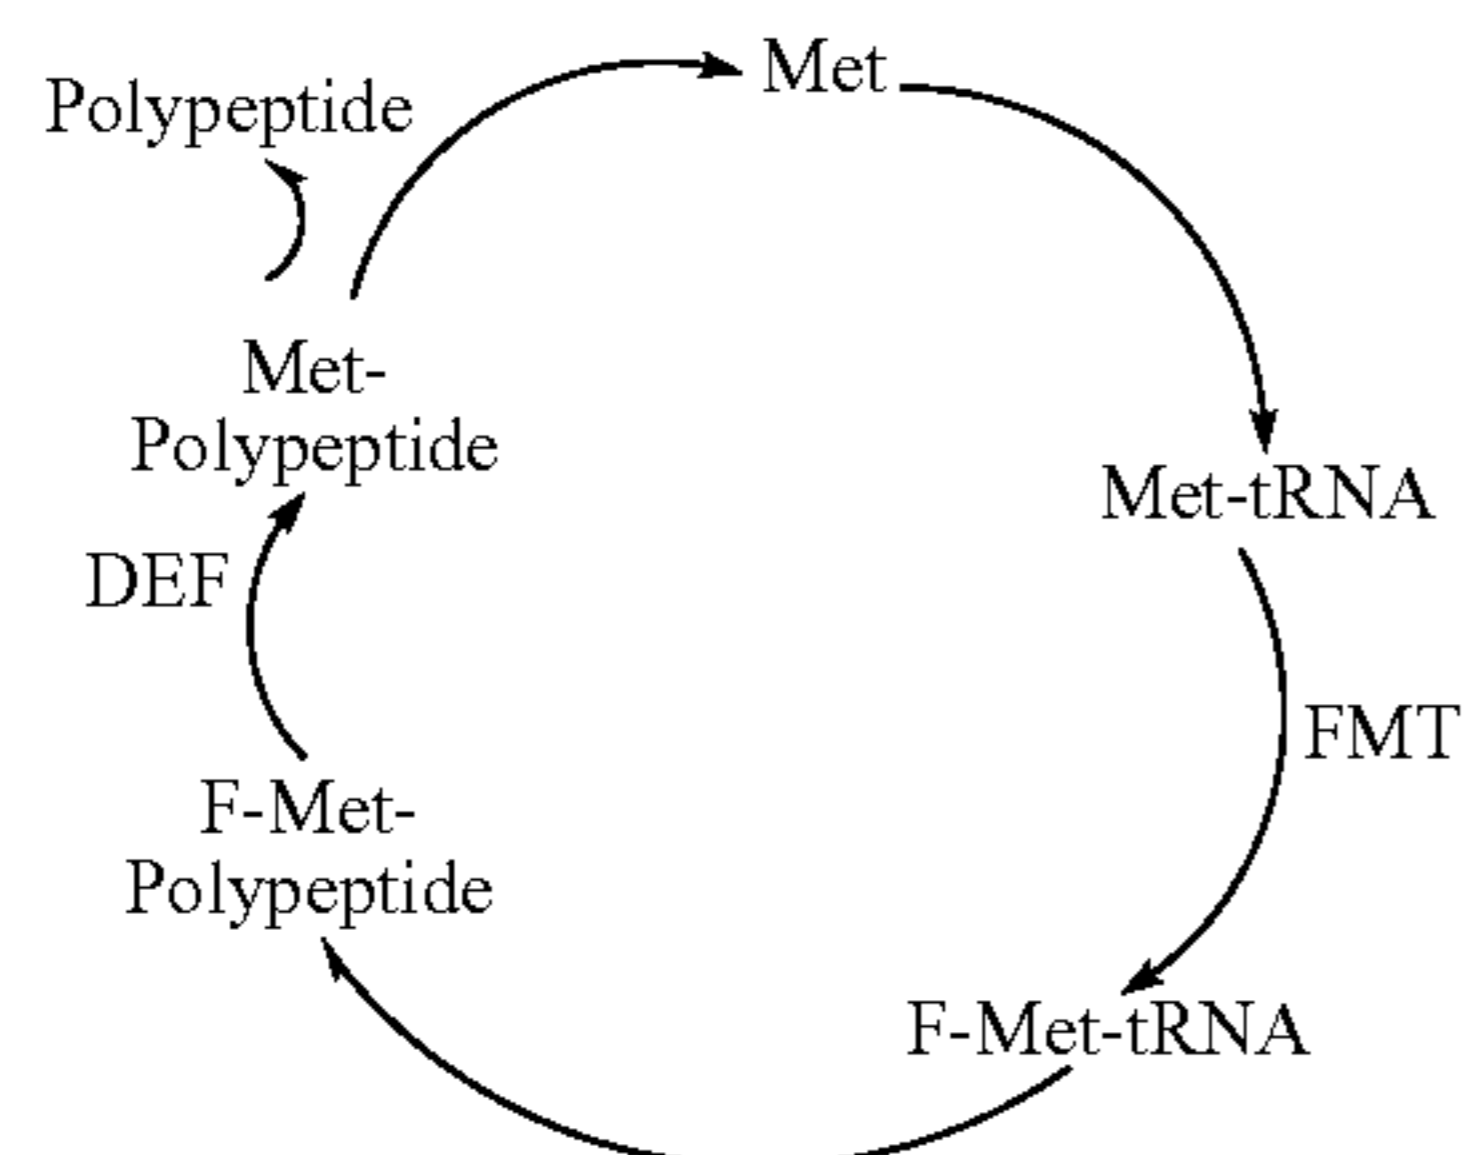 Met
Polypeptide
Met-
Polypeptide
Met-tRNA
DEF
FMT
F-Met-
Polypeptide
F-Met-tRNA